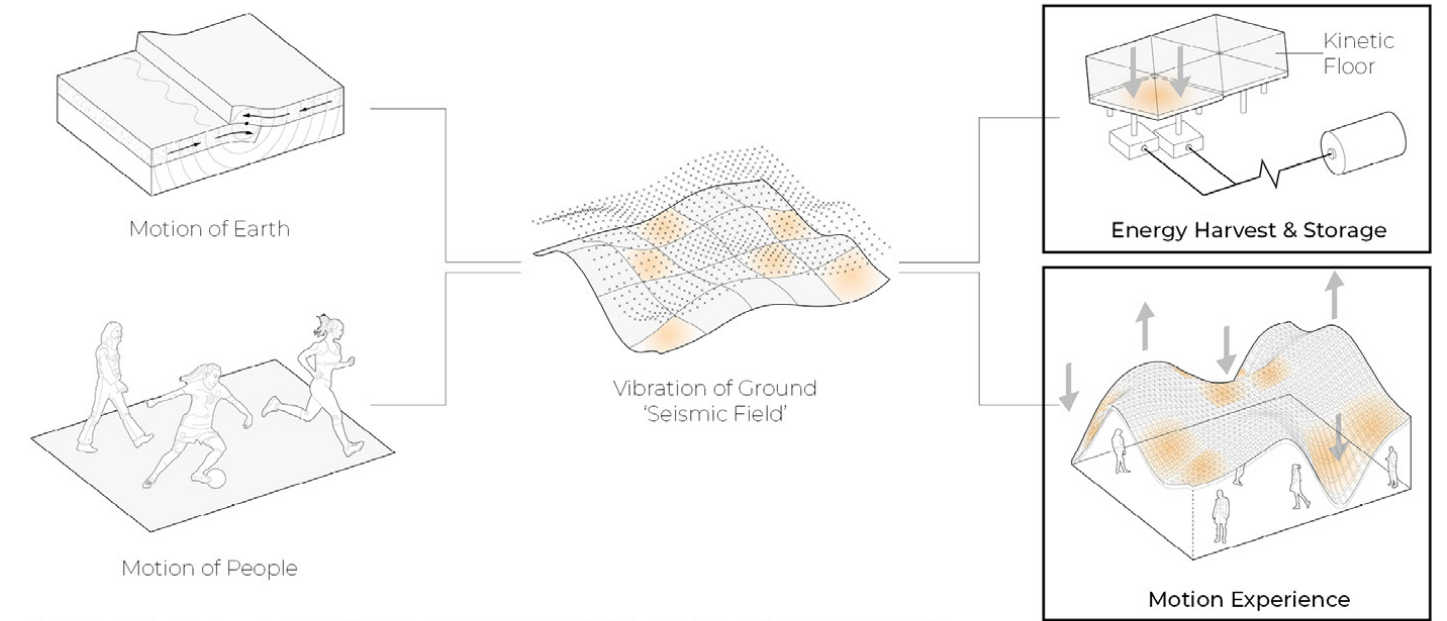 Motion of Earth
Motion of People
Vibration of Ground
‘Seismic Field’
Kinetic
Floor
Energy Harvest & Storage
Motion Experience